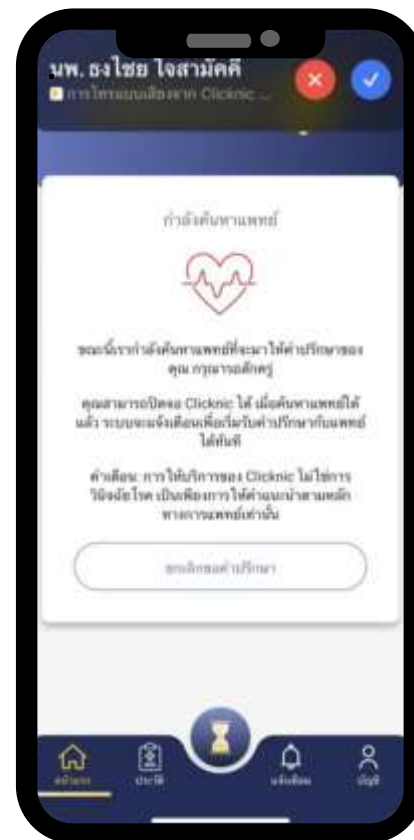 นพ. ธงไชย ใจสามัคคี
การโทรแบบเสียงจาก Clicknic ...
กำลังค้นหาแพทย์
ขณะนี้เรากำลังค้นหาแพทย์ที่จะมาให้คำปรึกษาของ
คุณ กรุณารอสักครู่
คุณสามารถปิดจอ Clicknic ได้ เมื่อค้นหาแพทย์ได้
แล้ว ระบบจะแจ้งเตือนเพื่อเริ่มรับคำปรึกษากับแพทย์
ได้ทันที
คำเตือน: การให้บริการของ Clicknic ไม่ใช่การ
วินิจฉัยโรค เป็นเพียงการให้คำแนะนำตามหลัก
ทางการแพทย์เท่านั้น
ยกเลิกขอคำปรึกษา
หน้าแรก ประวัติ แจ้งเตือน บัญชี